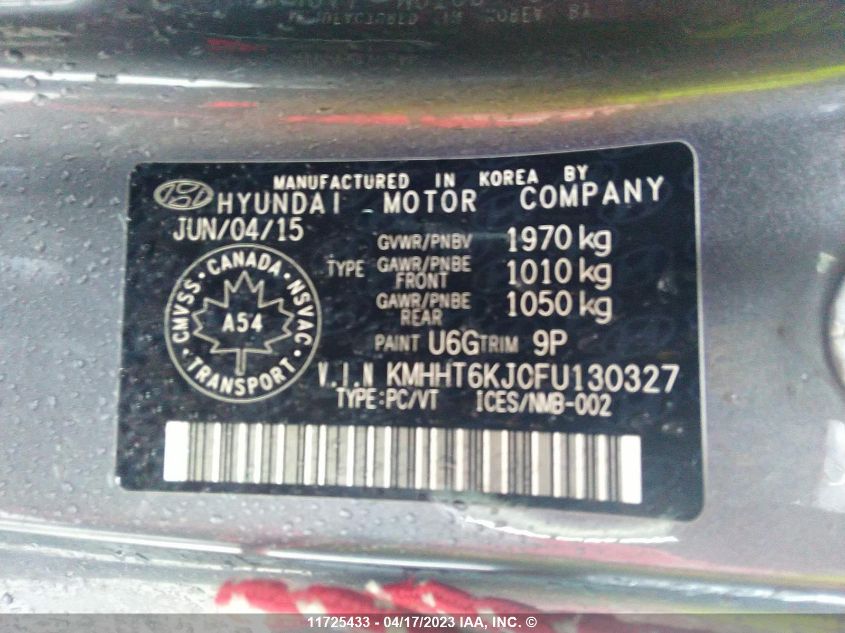 MANUFACTURED IN KOREA BY
HYUNDAI MOTOR COMPANY
JUN/04/15
GVWR/PNBV 1970 kg
TYPE GAWR/PNBE FRONT 1010 kg
GAWR/PNBE REAR 1050 kg
CMVSS • CANADA • NSVAC
A54
TRANSPORT
PAINT U6G TRIM 9P
V.I.N KMHHT6KJ0FU130327
TYPE:PC/VT ICES/NMB-002
11725433 - 04/17/2023 IAA, INC. ©